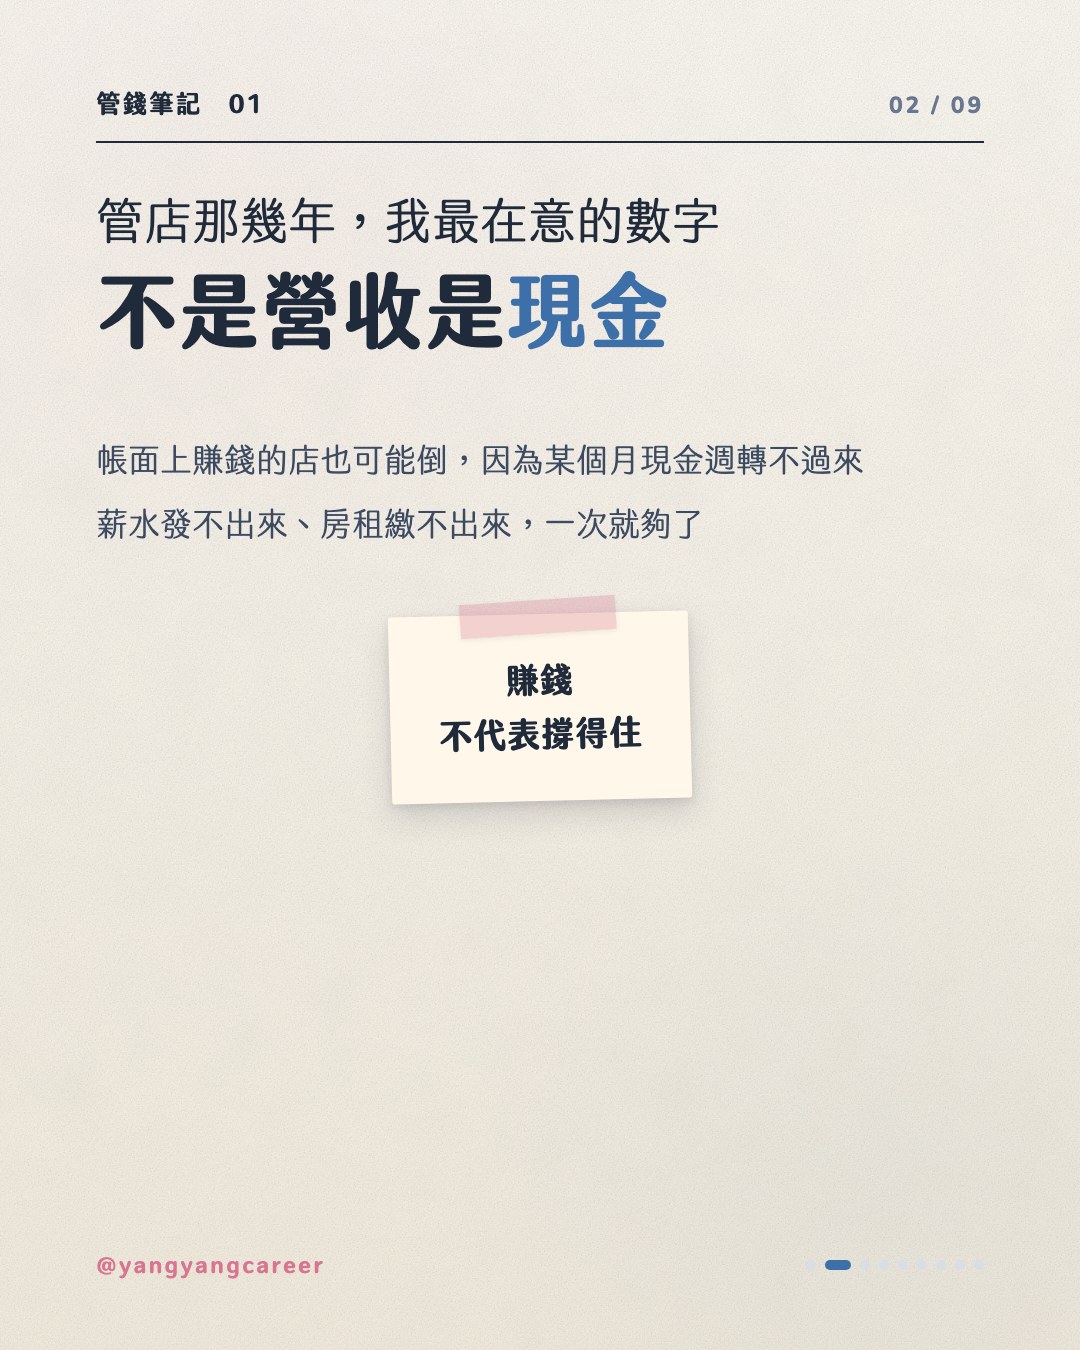 管錢筆記 01
02 / 09
管店那幾年，我最在意的數字
不是營收是現金
帳面上賺錢的店也可能倒，因為某個月現金週轉不過來
薪水發不出來、房租繳不出來，一次就夠了
賺錢
不代表撐得住
@yangyangcareer